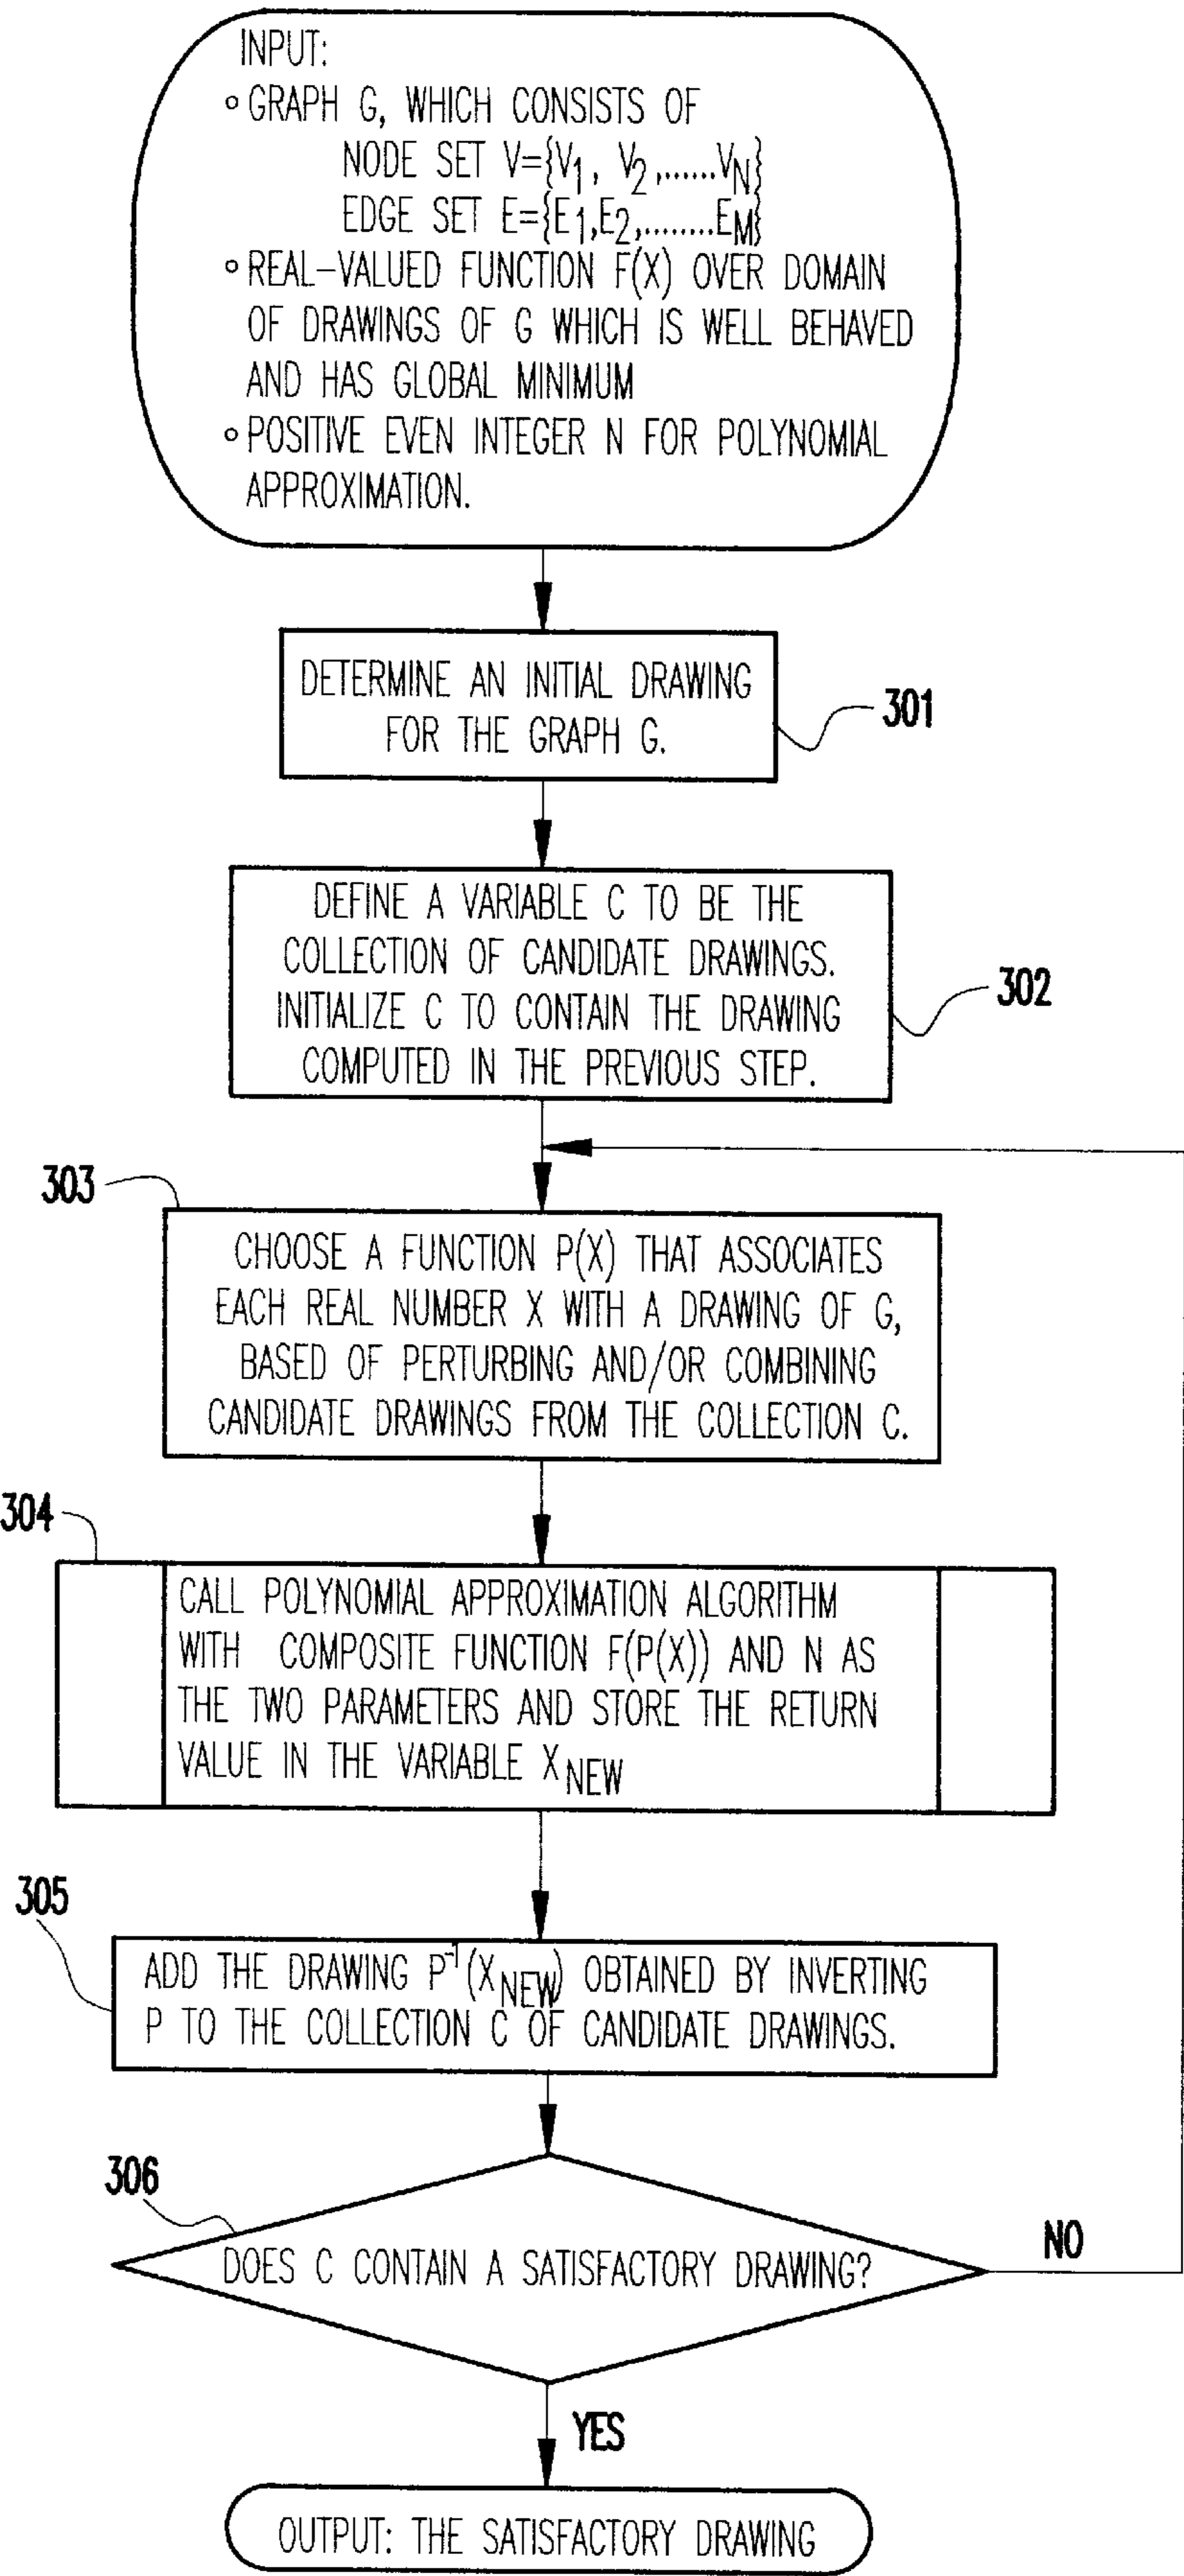 INPUT:
∘ GRAPH G, WHICH CONSISTS OF
NODE SET V={V1, V2,......VN}
EDGE SET E={E1,E2,........EM}
∘ REAL-VALUED FUNCTION F(X) OVER DOMAIN
OF DRAWINGS OF G WHICH IS WELL BEHAVED
AND HAS GLOBAL MINIMUM
∘ POSITIVE EVEN INTEGER N FOR POLYNOMIAL
APPROXIMATION.
DETERMINE AN INITIAL DRAWING
FOR THE GRAPH G.
301
DEFINE A VARIABLE C TO BE THE
COLLECTION OF CANDIDATE DRAWINGS.
INITIALIZE C TO CONTAIN THE DRAWING
COMPUTED IN THE PREVIOUS STEP.
302
303
CHOOSE A FUNCTION P(X) THAT ASSOCIATES
EACH REAL NUMBER X WITH A DRAWING OF G,
BASED OF PERTURBING AND/OR COMBINING
CANDIDATE DRAWINGS FROM THE COLLECTION C.
304
CALL POLYNOMIAL APPROXIMATION ALGORITHM
WITH COMPOSITE FUNCTION F(P(X)) AND N AS
THE TWO PARAMETERS AND STORE THE RETURN
VALUE IN THE VARIABLE XNEW
305
ADD THE DRAWING P-1(XNEW) OBTAINED BY INVERTING
P TO THE COLLECTION C OF CANDIDATE DRAWINGS.
306
DOES C CONTAIN A SATISFACTORY DRAWING?
NO
YES
OUTPUT: THE SATISFACTORY DRAWING